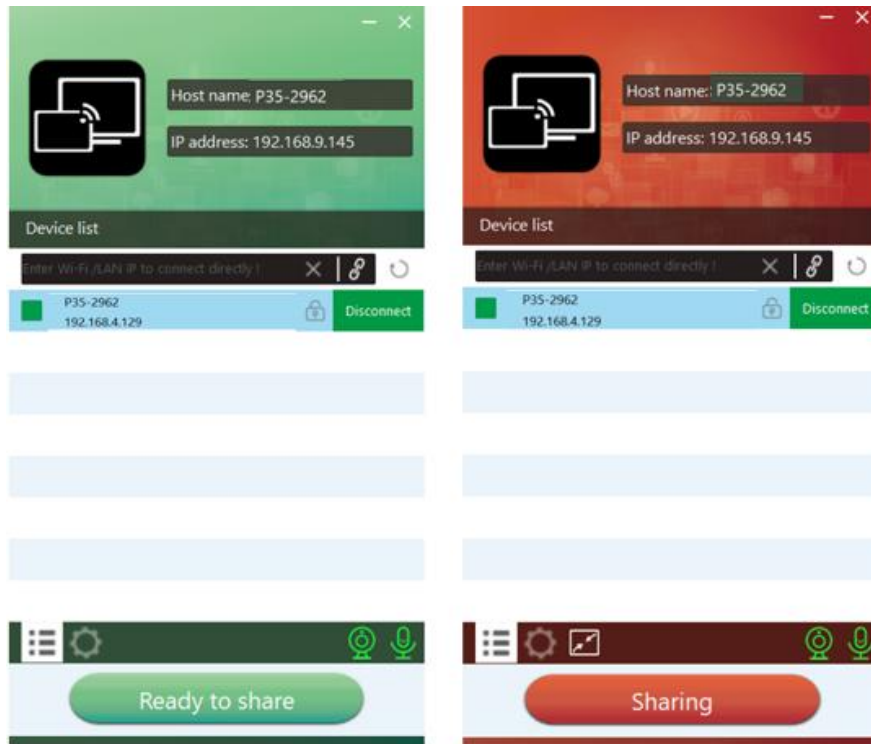 Host name: P35-2962
IP address: 192.168.9.145
Device list
Enter Wi-Fi /LAN IP to connect directly !
P35-2962
192.168.4.129
Disconnect
Ready to share
Host name: P35-2962
IP address: 192.168.9.145
Device list
Enter Wi-Fi /LAN IP to connect directly !
P35-2962
192.168.4.129
Disconnect
Sharing